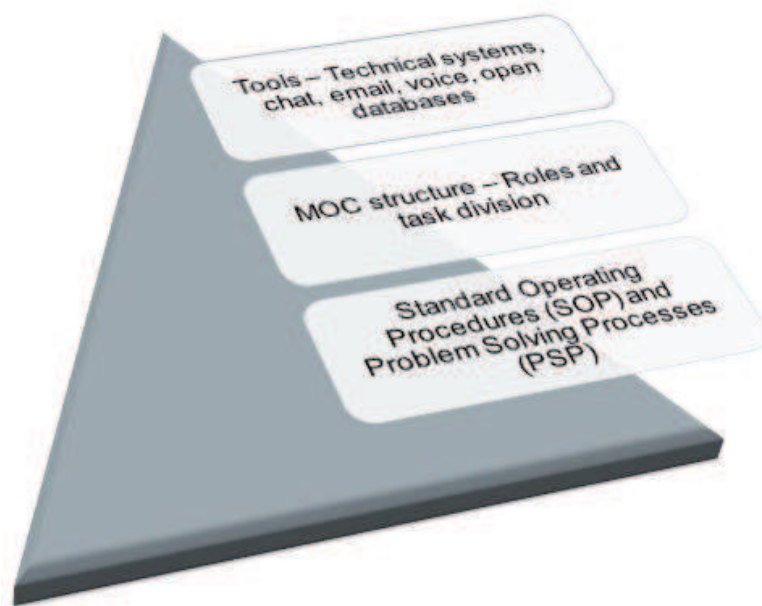 Tools – Technical systems,
chat, email, voice, open
databases
MOC structure – Roles and
task division
Standard Operating
Procedures (SOP) and
Problem Solving Processes
(PSP)